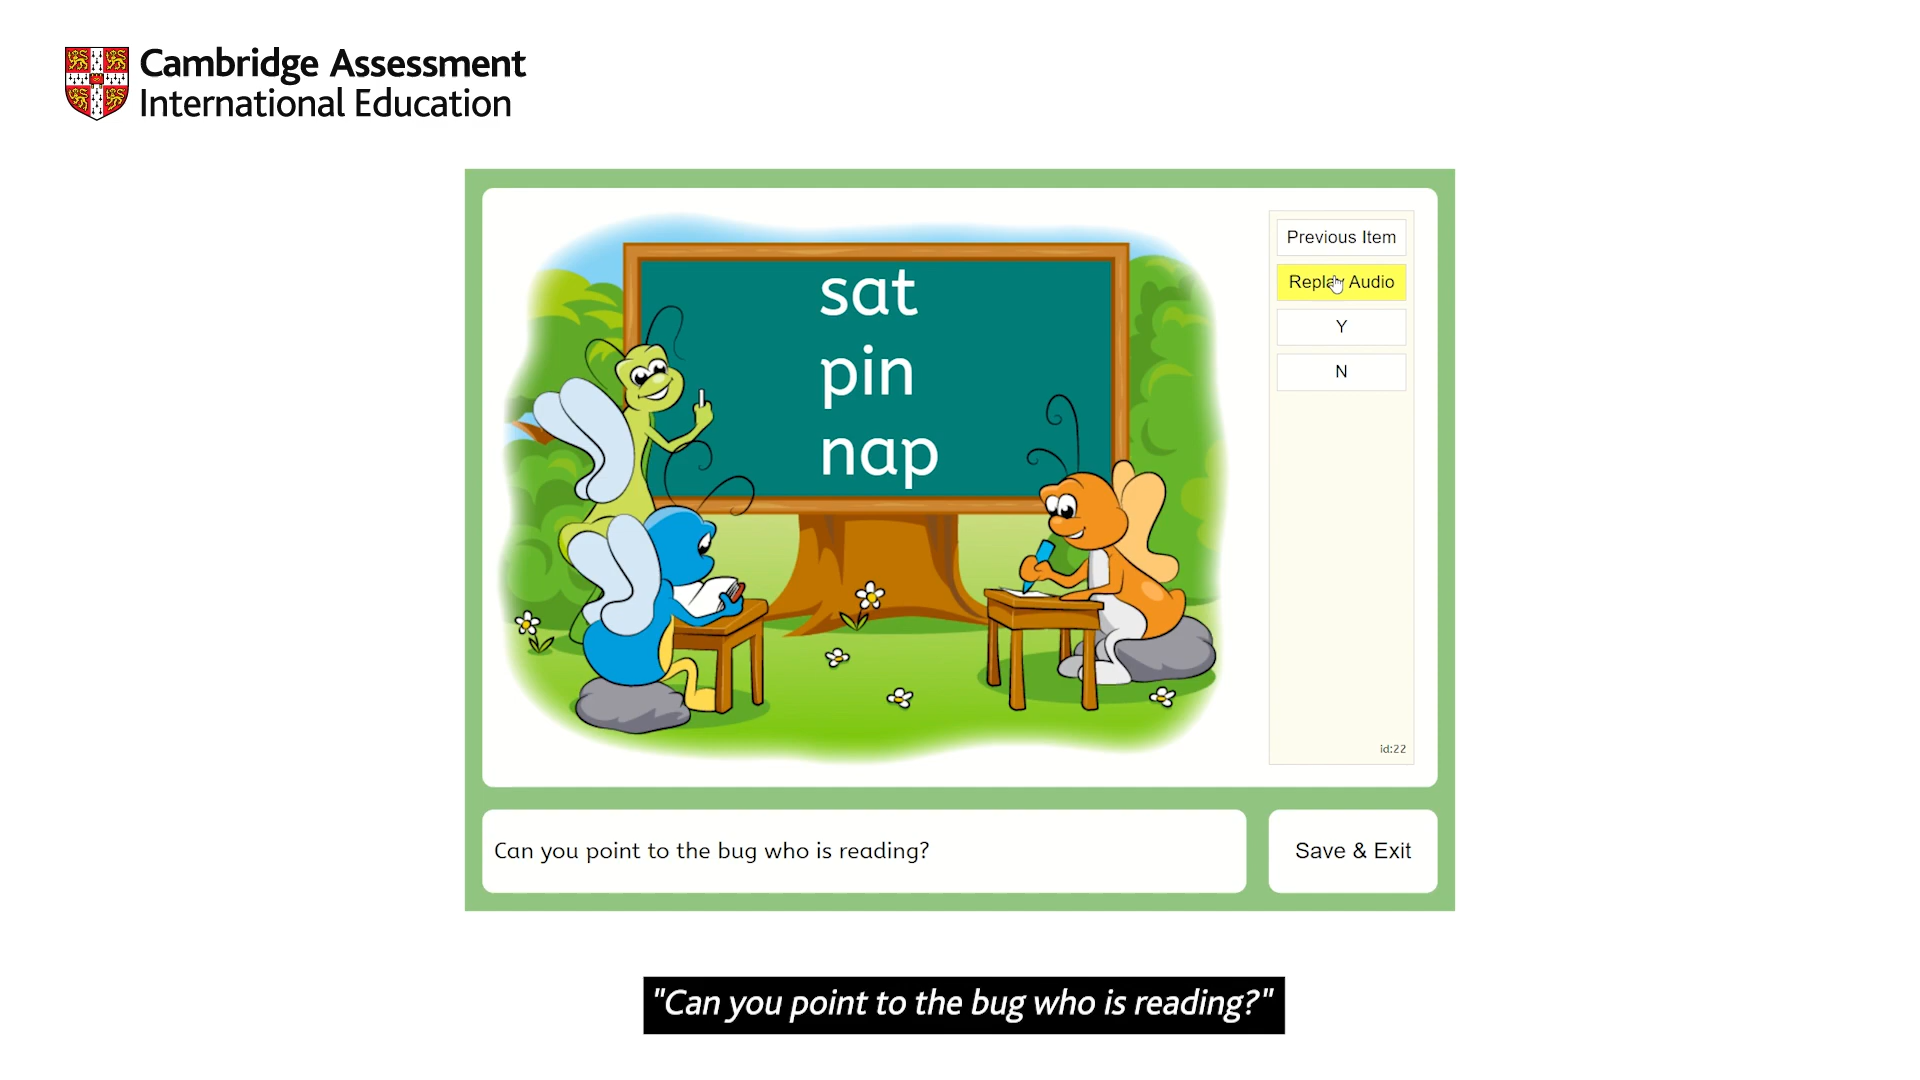 Cambridge Assessment
International Education
sat
pin
nap
Previous Item
Replay Audio
Y
N
id:22
Can you point to the bug who is reading?
Save & Exit
"Can you point to the bug who is reading?"